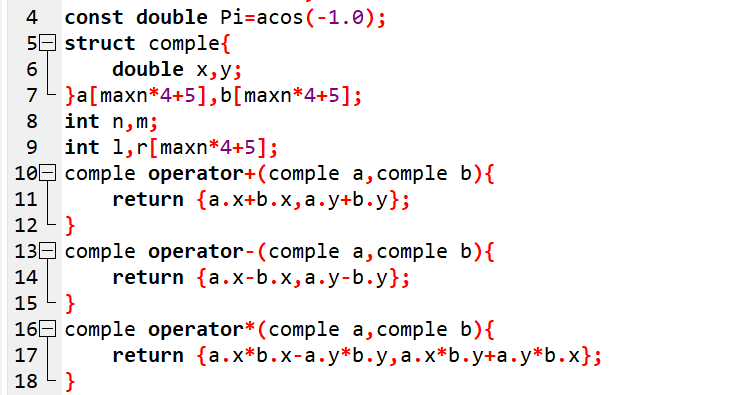 4 const double Pi=acos(-1.0);
5 struct comple{
6 double x,y;
7 }a[maxn*4+5],b[maxn*4+5];
8 int n,m;
9 int l,r[maxn*4+5];
10 comple operator+(comple a,comple b){
11 return {a.x+b.x,a.y+b.y};
12 }
13 comple operator-(comple a,comple b){
14 return {a.x-b.x,a.y-b.y};
15 }
16 comple operator*(comple a,comple b){
17 return {a.x*b.x-a.y*b.y,a.x*b.y+a.y*b.x};
18 }